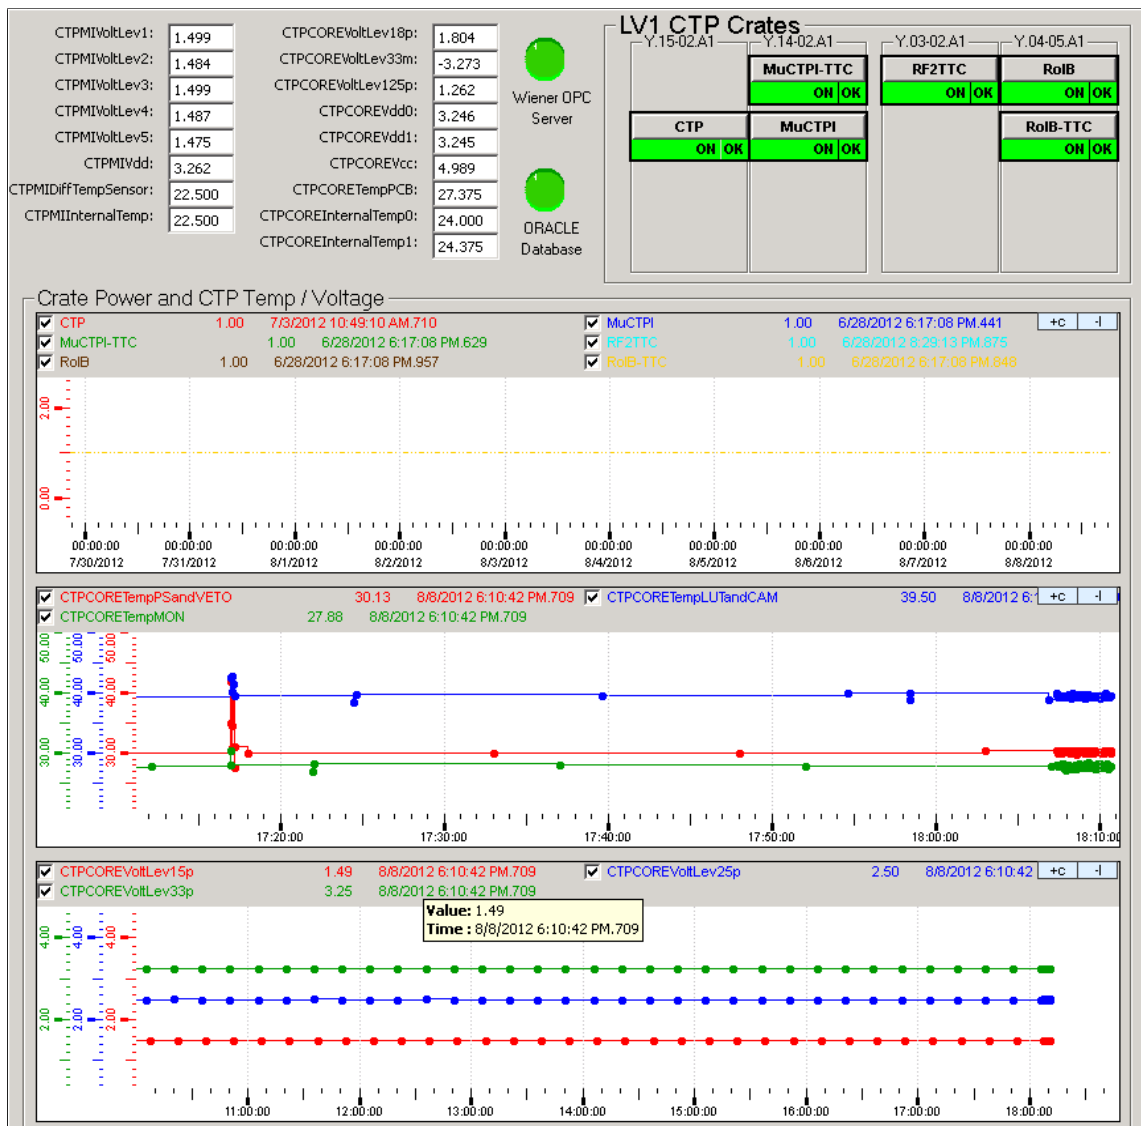 CTPMIVoltLev1: 1.499
CTPMIVoltLev2: 1.484
CTPMIVoltLev3: 1.499
CTPMIVoltLev4: 1.487
CTPMIVoltLev5: 1.475
CTPMIVdd: 3.262
CTPMIDiffTempSensor: 22.500
CTPMIInternalTemp: 22.500
CTPCOREVoltLev18p: 1.804
CTPCOREVoltLev33m: -3.273
CTPCOREVoltLev125p: 1.262
CTPCOREVdd0: 3.246
CTPCOREVdd1: 3.245
CTPCOREVcc: 4.989
CTPCORETempPCB: 27.375
CTPCOREInternalTemp0: 24.000
CTPCOREInternalTemp1: 24.375
Wiener OPC
Server
ORACLE
Database
LV1 CTP Crates
Y.15-02.A1 Y.14-02.A1 Y.03-02.A1 Y.04-05.A1
MuCTPI-TTC RF2TTC RoIB
ON OK ON OK ON OK
CTP MuCTPI RoIB-TTC
ON OK ON OK ON OK
Crate Power and CTP Temp / Voltage
CTP 1.00 7/3/2012 10:49:10 AM.710 MuCTPI 1.00 6/28/2012 6:17:08 PM.441 +c -l
MuCTPI-TTC 1.00 6/28/2012 6:17:08 PM.629 RF2TTC 1.00 6/28/2012 8:29:13 PM.875
RoIB 1.00 6/28/2012 6:17:08 PM.957 RoIB-TTC 1.00 6/28/2012 6:17:08 PM.848
2.00
0.00
00:00:00 00:00:00 00:00:00 00:00:00 00:00:00 00:00:00 00:00:00 00:00:00 00:00:00 00:00:00
7/30/2012 7/31/2012 8/1/2012 8/2/2012 8/3/2012 8/4/2012 8/5/2012 8/6/2012 8/7/2012 8/8/2012
CTPCORETempPSandVETO 30.13 8/8/2012 6:10:42 PM.709 CTPCORETempLUTandCAM 39.50 8/8/2012 6:1 +c -l
CTPCORETempMON 27.88 8/8/2012 6:10:42 PM.709
50.00 50.00 50.00
40.00 40.00 40.00
30.00 30.00 30.00
17:20:00 17:30:00 17:40:00 17:50:00 18:00:00 18:10:00
CTPCOREVoltLev15p 1.49 8/8/2012 6:10:42 PM.709 CTPCOREVoltLev25p 2.50 8/8/2012 6:10:42 +c -l
CTPCOREVoltLev33p 3.25 8/8/2012 6:10:42 PM.709
Value: 1.49
Time : 8/8/2012 6:10:42 PM.709
4.00 4.00 4.00
2.00 2.00 2.00
11:00:00 12:00:00 13:00:00 14:00:00 15:00:00 16:00:00 17:00:00 18:00:00